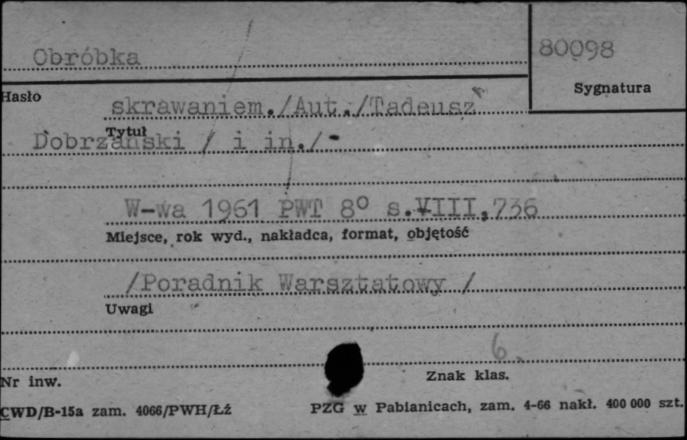 Obróbka
80098
Hasło
Sygnatura
skrawaniem./Aut./Tadeusz
Tytuł
Dobrzański / i in./-
W-wa 1961 PWT 8° s.VIII,736
Miejsce, rok wyd., nakładca, format, objętość
/Poradnik Warsztatowy /
Uwagi
6.
Nr inw.
Znak klas.
CWD/B-15a zam. 4066/PWH/Łź
PZG w Pabianicach, zam. 4-66 nakł. 400 000 szt.